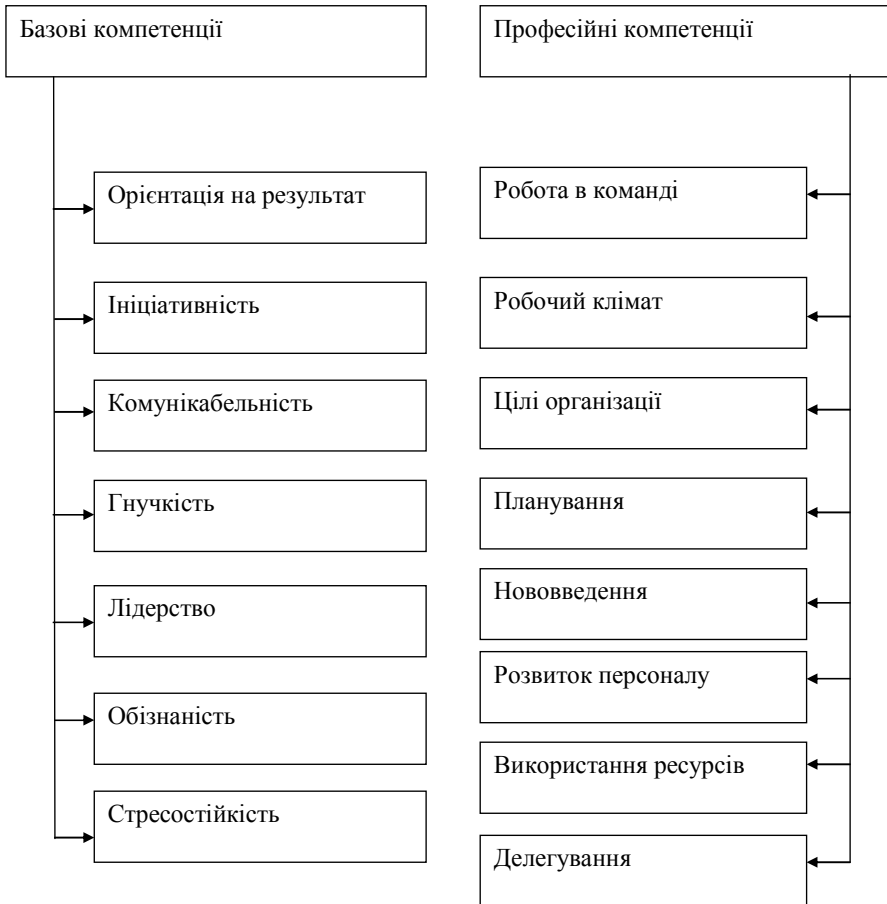 Базові компетенції
Орієнтація на результат
Ініціативність
Комунікабельність
Гнучкість
Лідерство
Обізнаність
Стресостійкість
Професійні компетенції
Робота в команді
Робочий клімат
Цілі організації
Планування
Нововведення
Розвиток персоналу
Використання ресурсів
Делегування